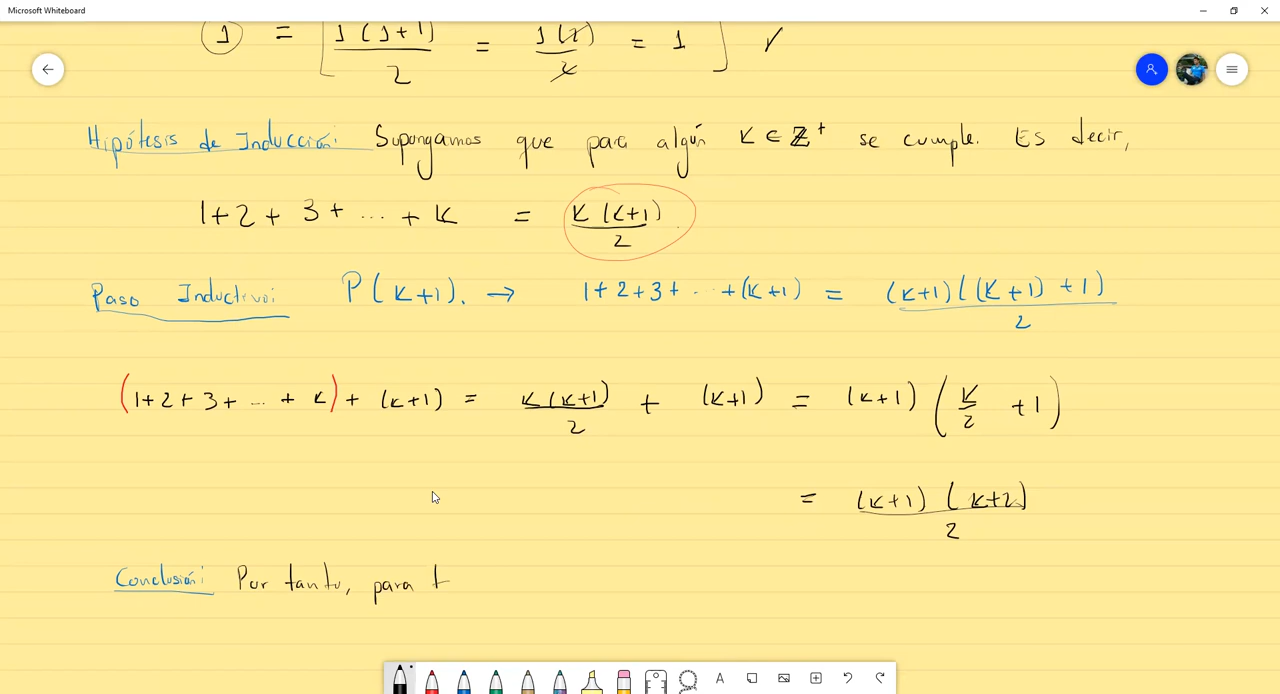 Microsoft Whiteboard
1 = [ 1(1+1)/2 = 1(2)/2 = 1 ] ✓
Hipótesis de Inducción: Supongamos que para algún K ∈ ℤ⁺ se cumple. Es decir,
1+2+3+...+K = K(K+1)/2
Paso Inductivo: P(K+1). → 1+2+3+...+(K+1) = (K+1)((K+1)+1)/2
(1+2+3+...+K)+(K+1) = K(K+1)/2 + (K+1) = (K+1)(K/2 +1)
= (K+1)(K+2)/2
Conclusión: Por tanto, para t
A